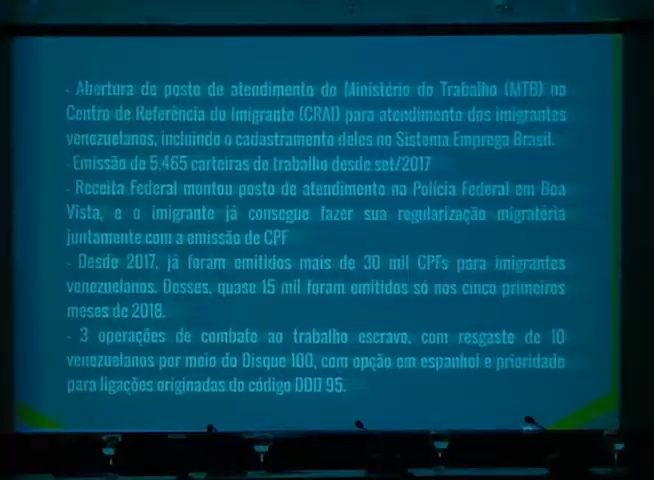 - Abertura de posto de atendimento do Ministério do Trabalho (MTB) no
Centro de Referência do Imigrante (CRAI) para atendimento dos imigrantes
venezuelanos, incluindo o cadastramento deles no Sistema Emprega Brasil.
- Emissão de 5.465 carteiras de trabalho desde set/2017
- Receita Federal montou posto de atendimento na Polícia Federal em Boa
Vista, e o imigrante já consegue fazer sua regularização migratória
juntamente com a emissão de CPF
- Desde 2017, já foram emitidos mais de 30 mil CPFs para imigrantes
venezuelanos. Desses, quase 15 mil foram emitidos só nos cinco primeiros
meses de 2018.
- 3 operações de combate ao trabalho escravo, com resgate de 10
venezuelanos por meio do Disque 100, com opção em espanhol e prioridade
para ligações originadas do código DDD 95.